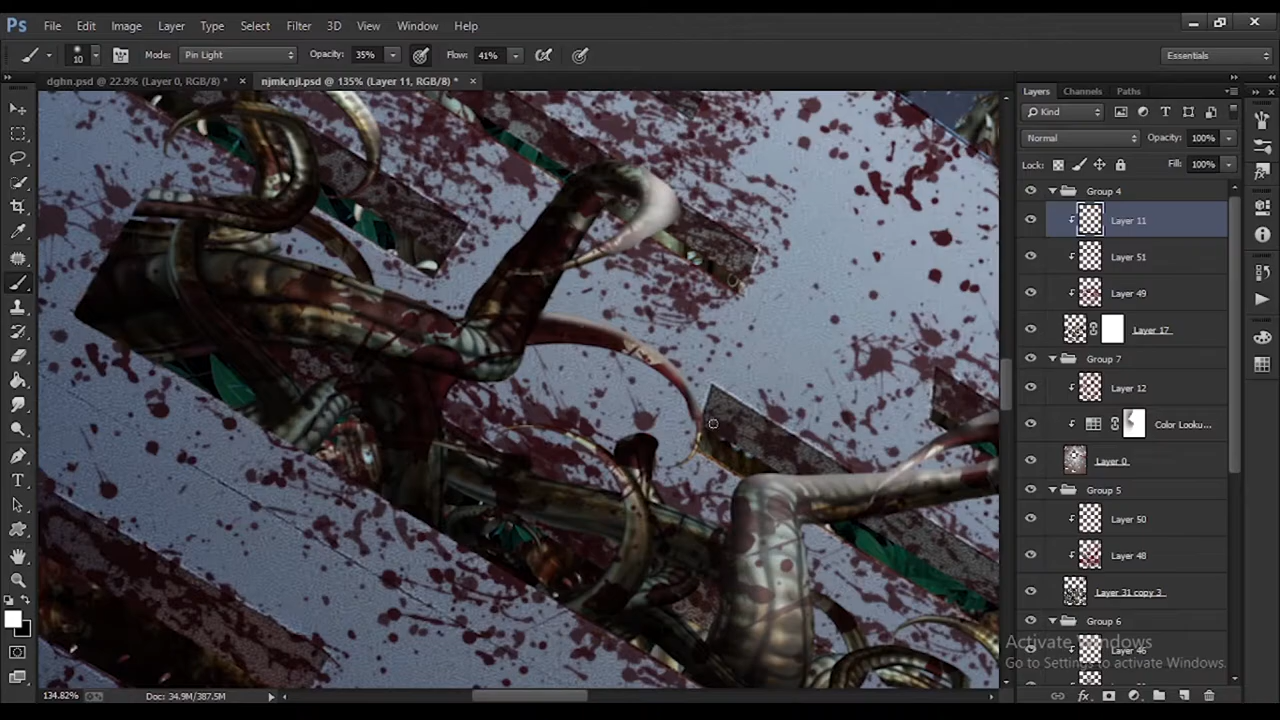 Ps File Edit Image Layer Type Select Filter 3D View Window Help
10 Mode: Pin Light Opacity: 35% Flow: 41% Essentials
dghn.psd @ 22.9% (Layer 0, RGB/8) * × njmk,njl.psd @ 135% (Layer 11, RGB/8) * ×
Layers Channels Paths
Kind
Normal Opacity: 100%
Lock: Fill: 100%
Group 4
Layer 11
Layer 51
Layer 49
Layer 17
Group 7
Layer 12
Color Looku...
Layer 0
Group 5
Layer 50
Layer 48
Layer 31 copy 3
Group 6
Layer 46
Activate Windows
Go to Settings to activate Windows.
134.82% Doc: 34.9M/387.5M